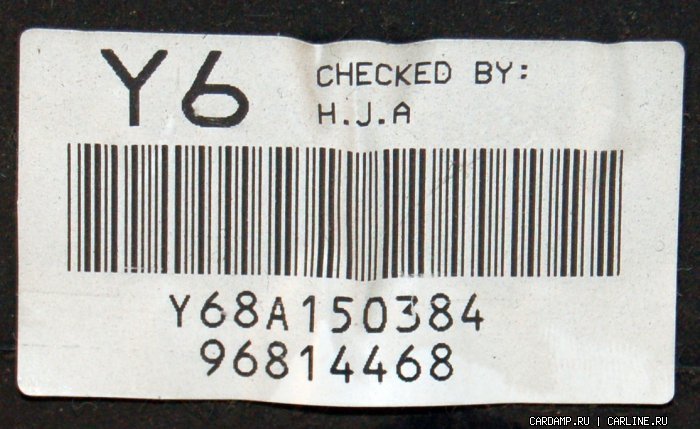 Y6 CHECKED BY:
H.J.A
Y68A150384
96814468
CARDAMP.RU | CARLINE.RU